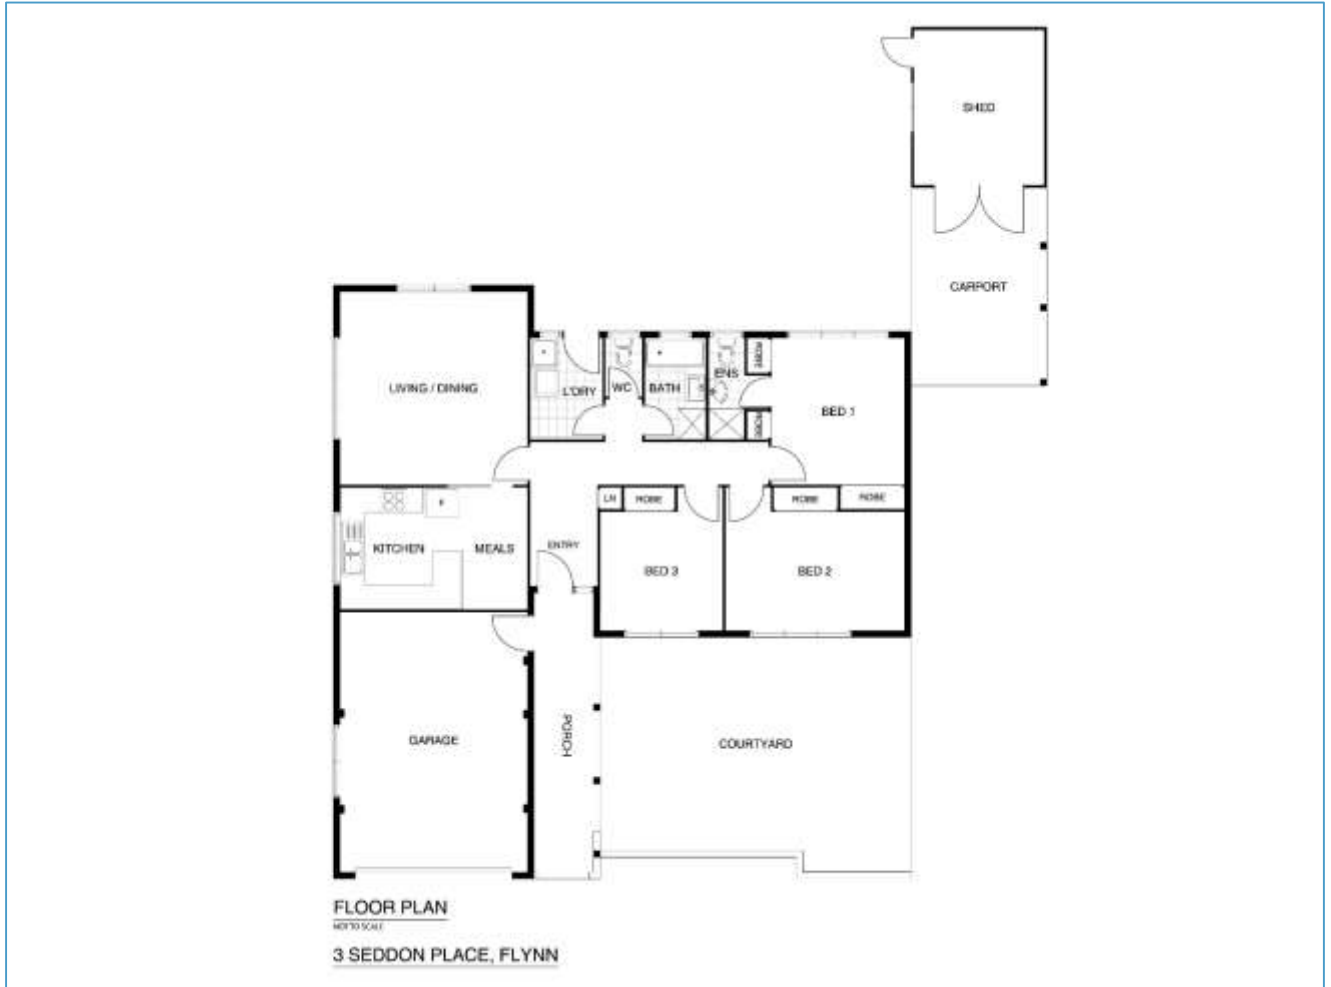 SHED
CARPORT
LIVING / DINING
L'DRY
WC
BATH
ENS
ROBE
ROBE
BED 1
KITCHEN
MEALS
ENTRY
LN
ROBE
ROBE
ROBE
BED 3
BED 2
GARAGE
PORCH
COURTYARD
FLOOR PLAN
NOT TO SCALE
3 SEDDON PLACE, FLYNN